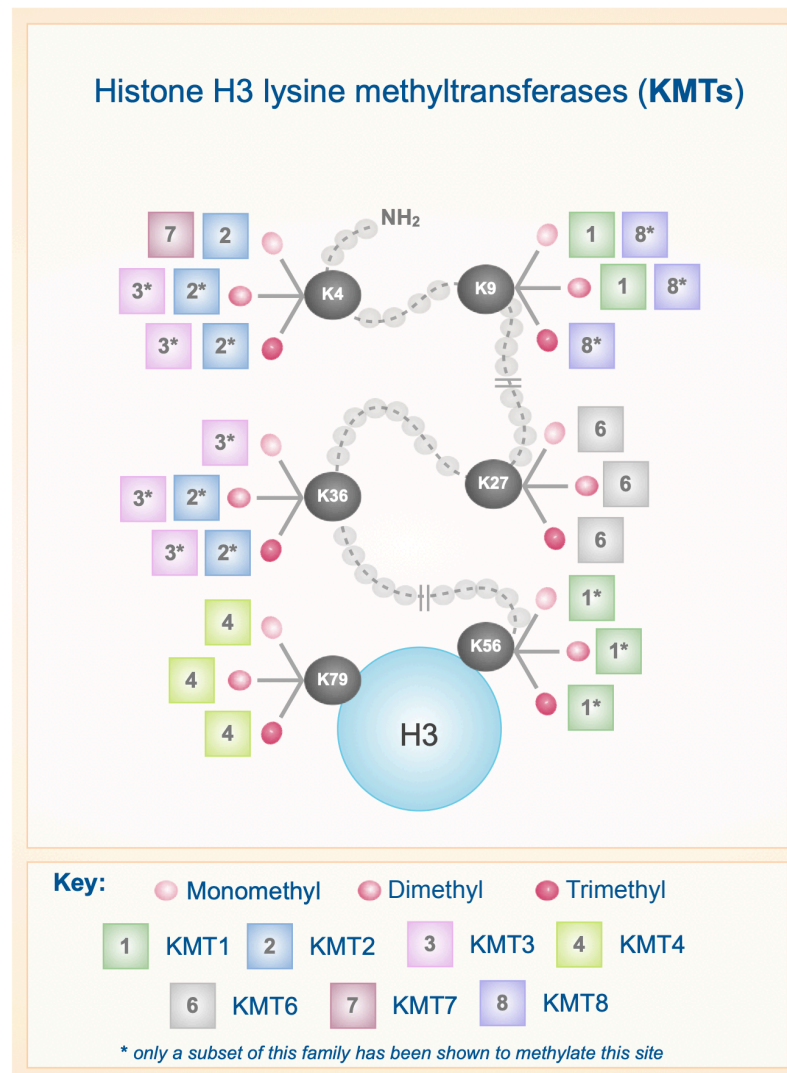 Histone H3 lysine methyltransferases (KMTs)
NH₂
7 2
1 8*
3* 2*
K4
K9
1 8*
3* 2*
8*
3*
6
3* 2*
K36
K27
6
3* 2*
6
1*
4
K56
1*
4
K79
4
1*
H3
Key:
Monomethyl
Dimethyl
Trimethyl
1 KMT1 2 KMT2 3 KMT3 4 KMT4
6 KMT6 7 KMT7 8 KMT8
* only a subset of this family has been shown to methylate this site